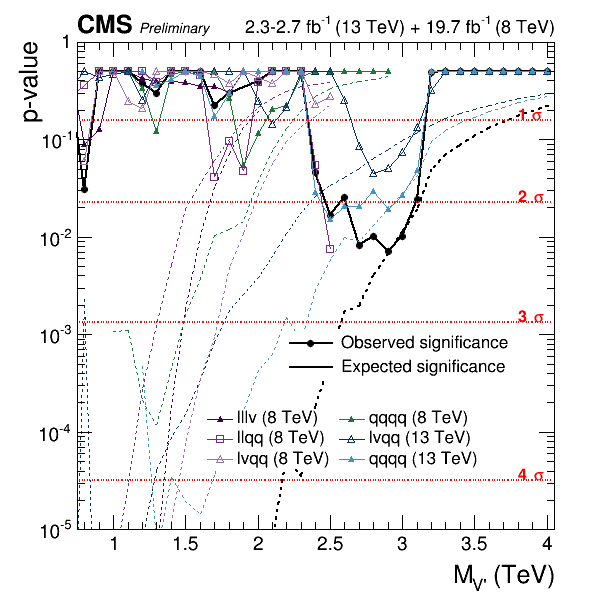 CMS Preliminary 2.3-2.7 fb⁻¹ (13 TeV) + 19.7 fb⁻¹ (8 TeV)
p-value
1
10⁻¹
10⁻²
10⁻³
10⁻⁴
10⁻⁵
1 σ
2 σ
3 σ
4 σ
Observed significance
Expected significance
lllν (8 TeV)
llqq (8 TeV)
lνqq (8 TeV)
qqqq (8 TeV)
lνqq (13 TeV)
qqqq (13 TeV)
1 1.5 2 2.5 3 3.5 4
M_V' (TeV)